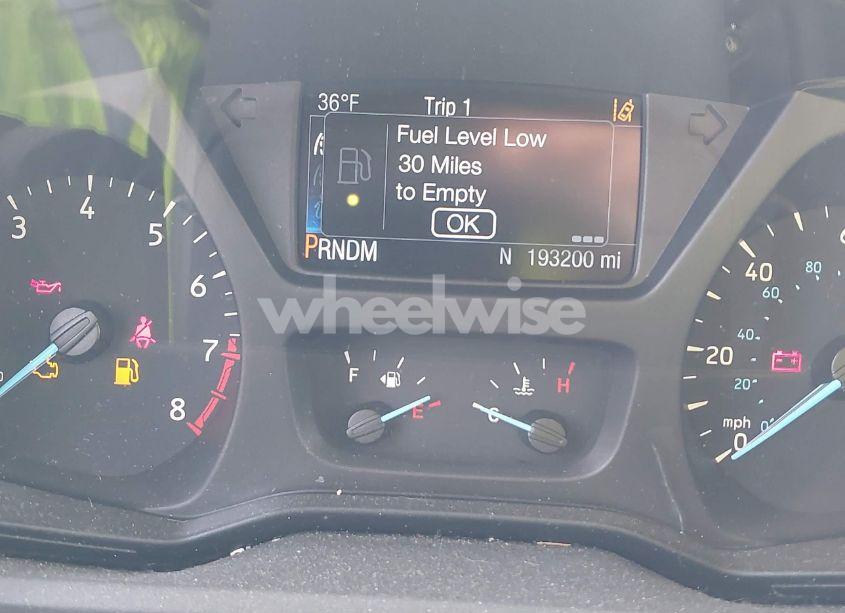 36°F Trip 1
Fuel Level Low
30 Miles
to Empty
OK
PRNDM N 193200 mi
3 4 5 6 7 8
F E
C H
0 20 40
mph
0 20 40 60 80
wheelwise